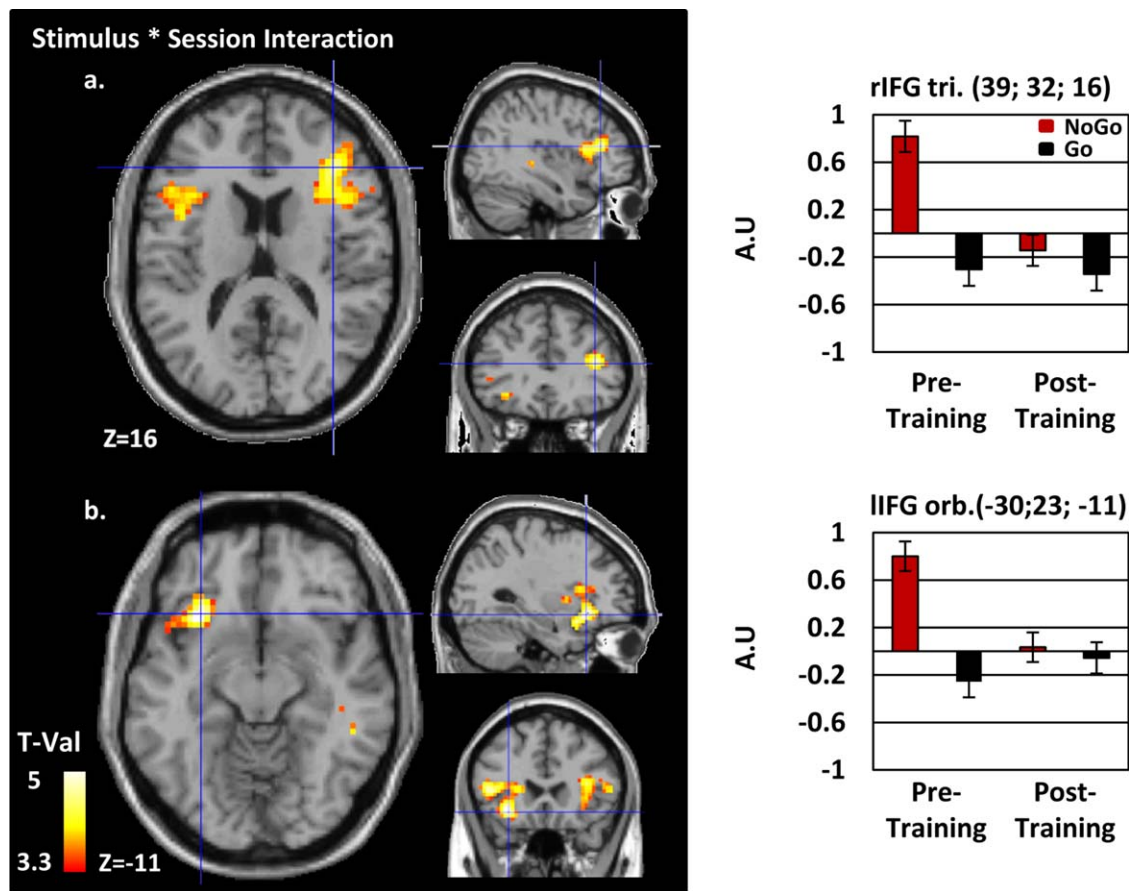 Stimulus * Session Interaction
a.
Z=16
b.
T-Val
5
3.3
Z=-11
rIFG tri. (39; 32; 16)
NoGo
Go
1
0.6
0.2
-0.2
-0.6
-1
A.U
Pre-
Training
Post-
Training
lIFG orb.(-30;23; -11)
1
0.6
0.2
-0.2
-0.6
-1
A.U
Pre-
Training
Post-
Training